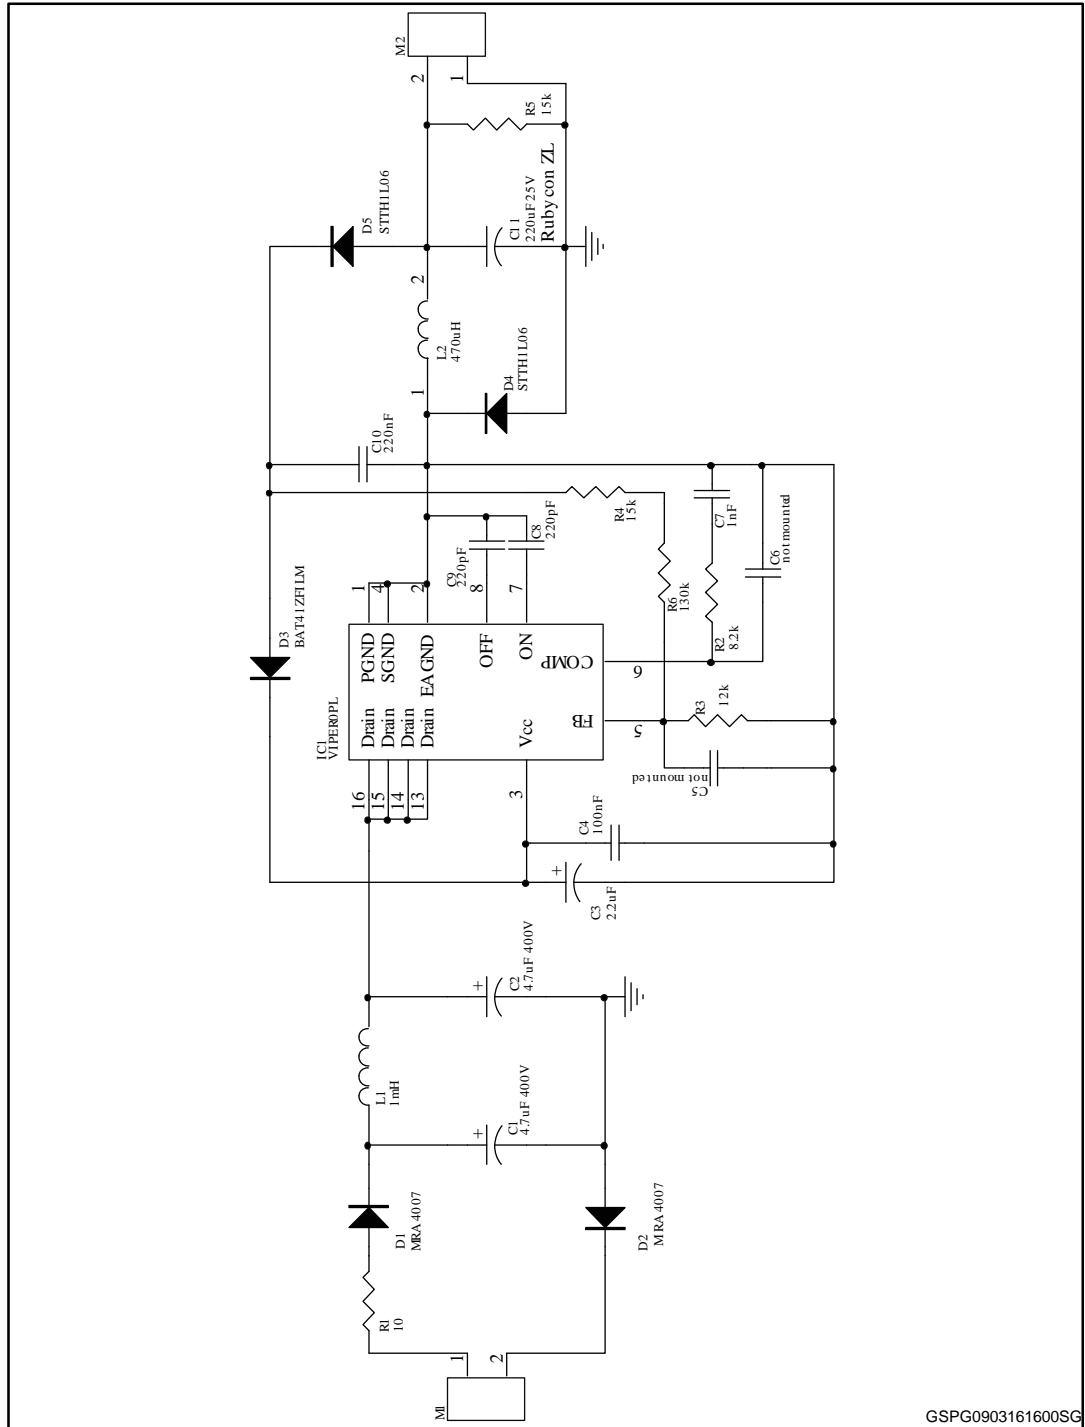 M2
2
1
R5
15k
D5
STTH1L06
C11
220uF 25V
Rubycon ZL
2
L2
470uH
1
D4
STTH1L06
C10
220nF
R4
15k
C7
1nF
C6
not mounted
C9
220pF
C8
220pF
8
7
1
4
2
R6
130k
R2
8.2k
D3
BAT41ZFILM
IC1
VIPER0PL
Drain PGND
Drain SGND
Drain
Drain EAGND
OFF
ON
Vcc
FB
COMP
6
5
R3
12k
C5
not mounted
16
15
14
13
3
C4
100nF
C3
2.2uF
+
C2
4.7uF 400V
+
L1
1mH
C1
4.7uF 400V
+
D1
MRA4007
D2
MRA4007
R1
10
1
2
M1
GSPG0903161600SG